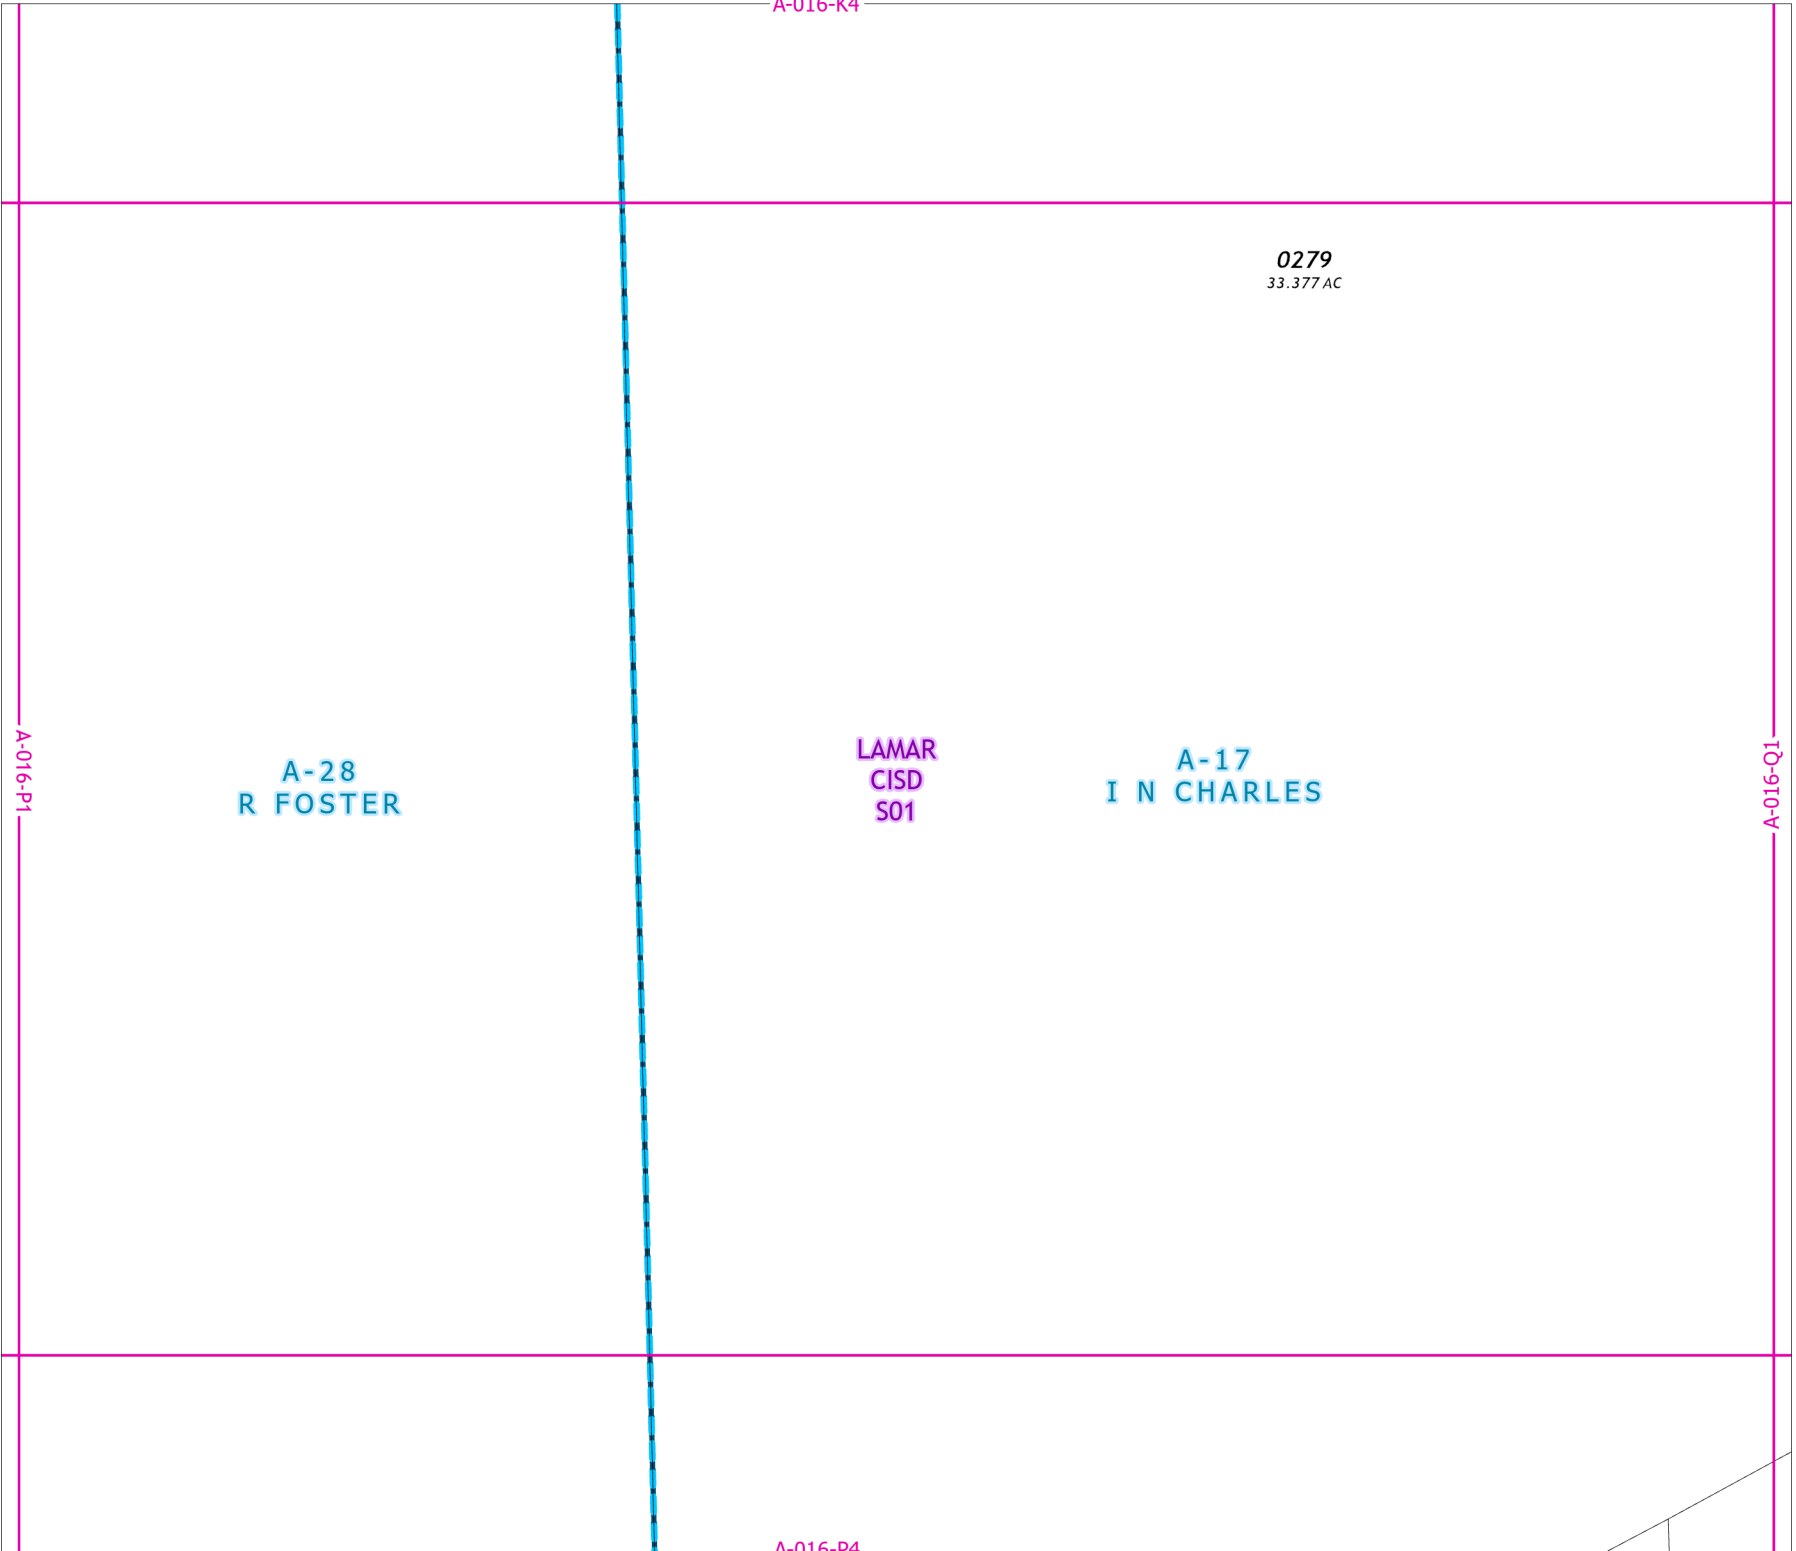 A-016-K4
0279
33.377 AC
A-016-P1
A-28
R FOSTER
LAMAR
CISD
S01
A-17
I N CHARLES
A-016-Q1
A-016-P4